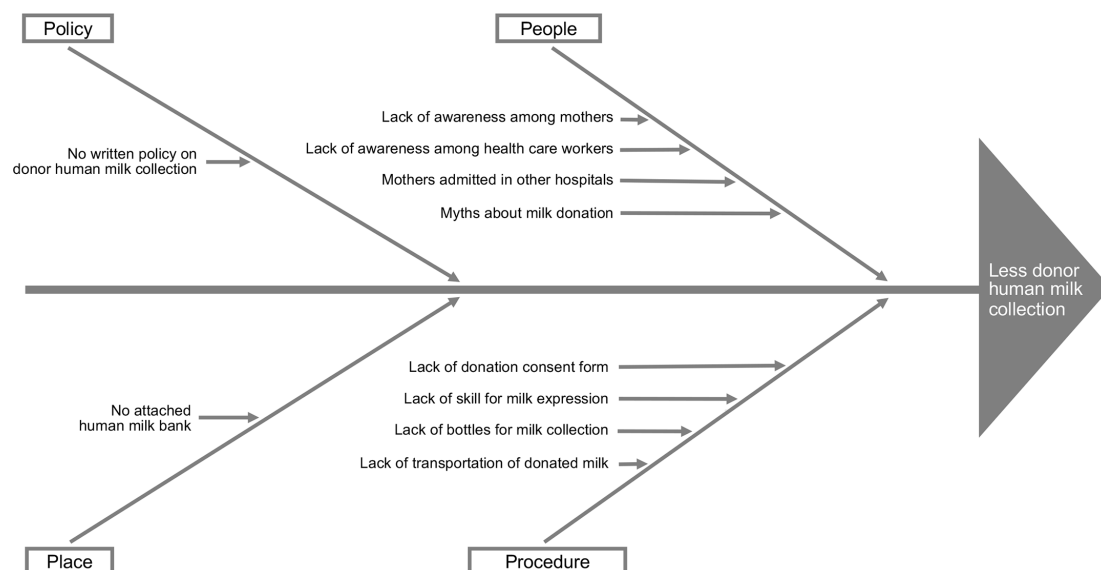 Policy
People
Lack of awareness among mothers
No written policy on
donor human milk collection
Lack of awareness among health care workers
Mothers admitted in other hospitals
Myths about milk donation
Less donor
human milk
collection
Lack of donation consent form
Lack of skill for milk expression
No attached
human milk bank
Lack of bottles for milk collection
Lack of transportation of donated milk
Place
Procedure